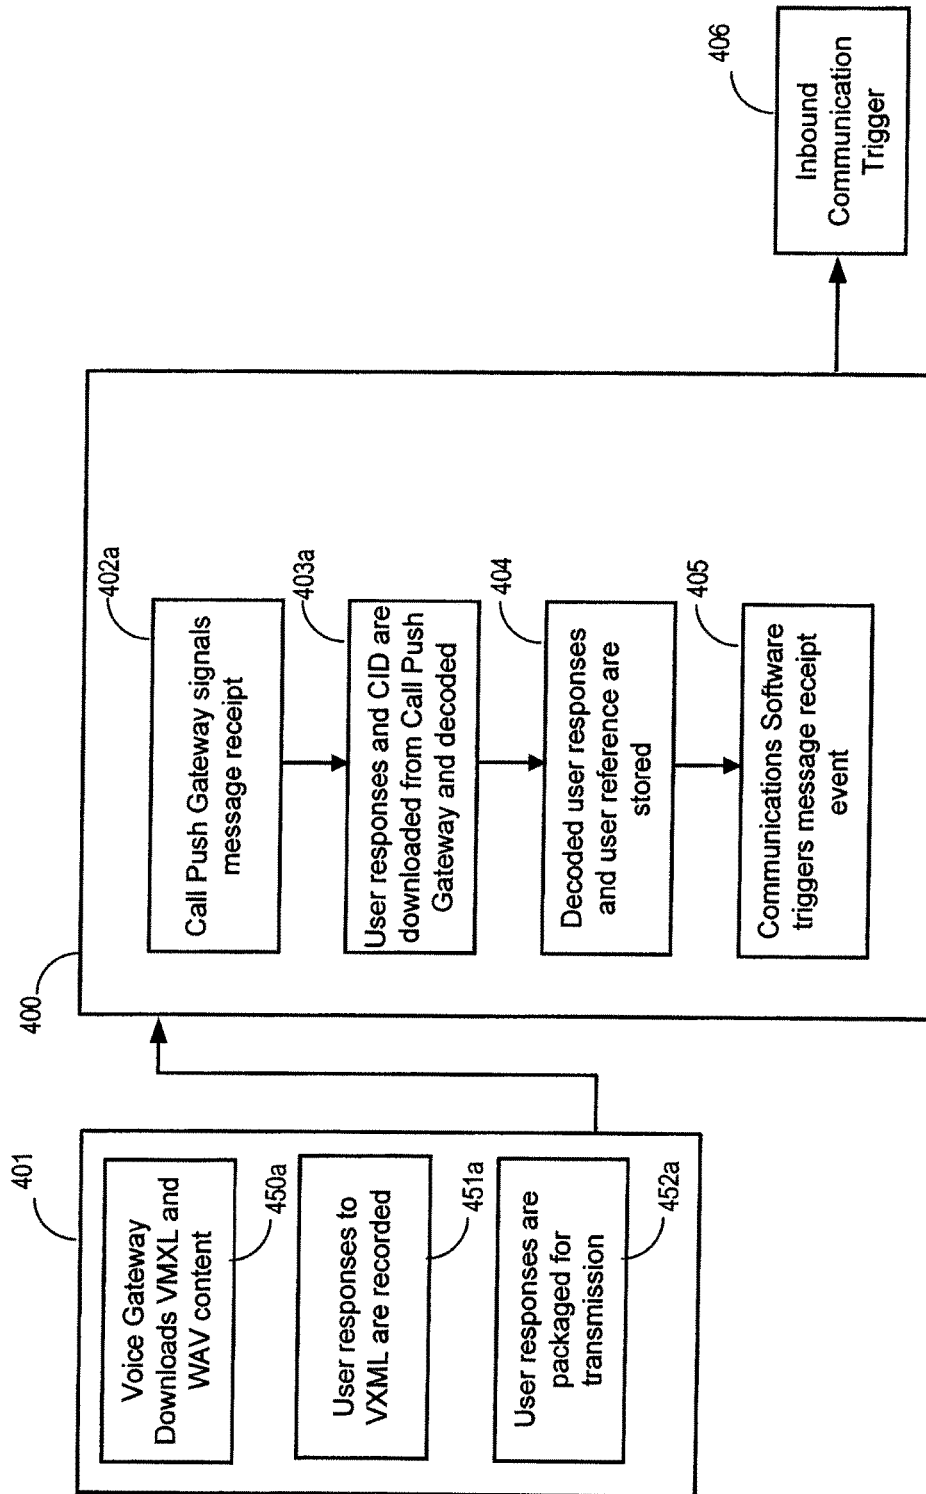 401
Voice Gateway
Downloads VMXL and
WAV content
450a
User responses to
VXML are recorded
451a
User responses are
packaged for
transmission
452a
400
402a
Call Push Gateway signals
message receipt
403a
User responses and CID are
downloaded from Call Push
Gateway and decoded
404
Decoded user responses
and user reference are
stored
405
Communications Software
triggers message receipt
event
406
Inbound
Communication
Trigger